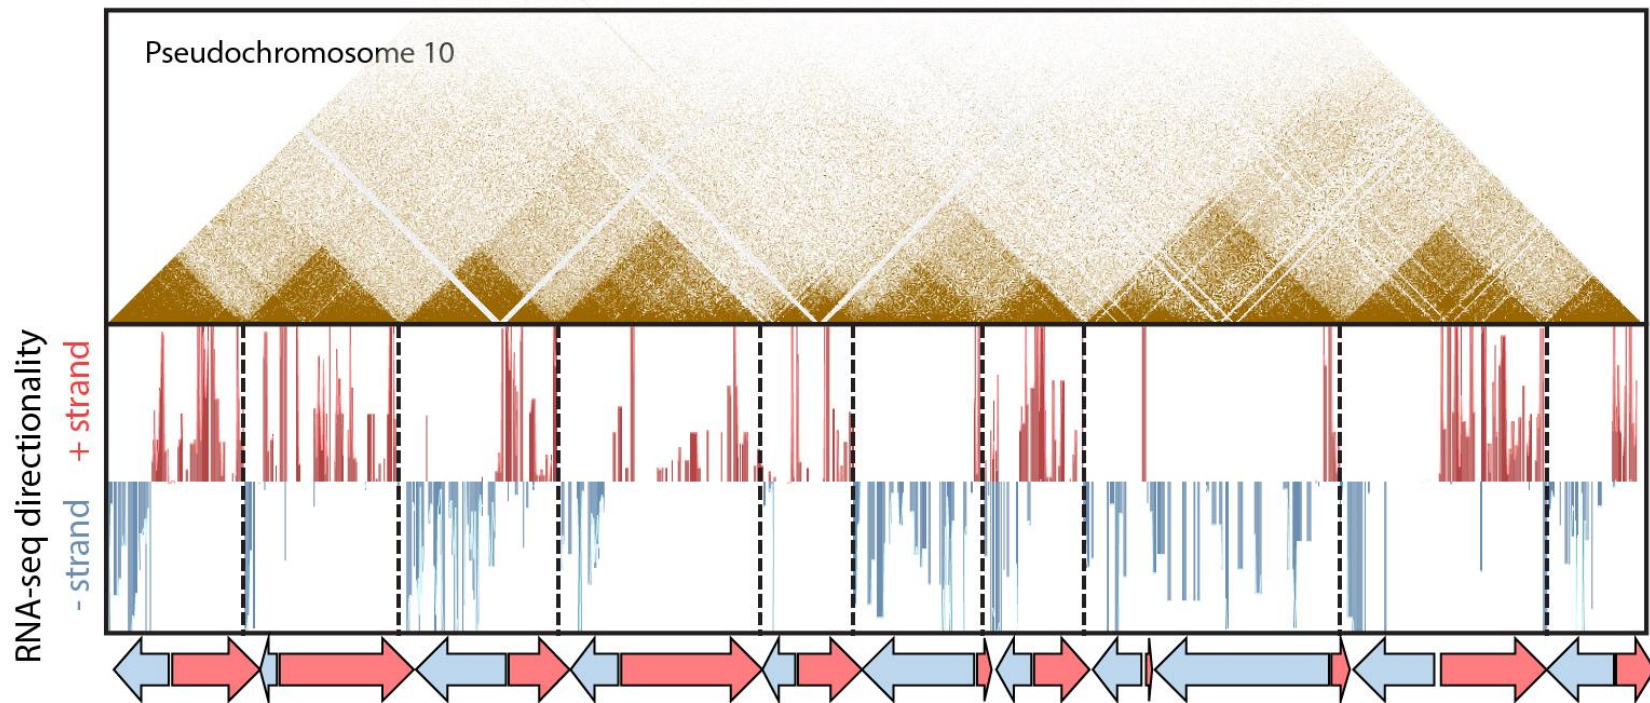 Pseudochromosome 10
RNA-seq directionality
+ strand
- strand